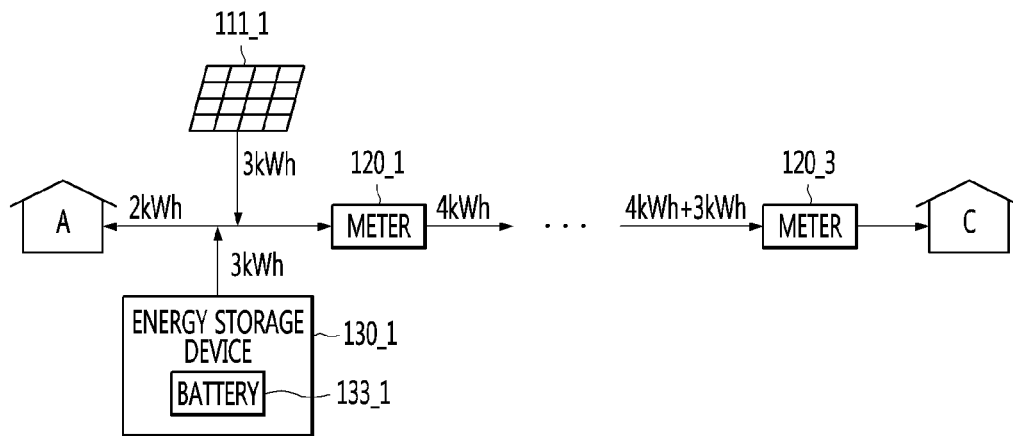 111_1
3kWh
120_1
120_3
A
2kWh
METER
4kWh
. . .
4kWh+3kWh
METER
C
3kWh
ENERGY STORAGE
DEVICE
130_1
BATTERY
133_1